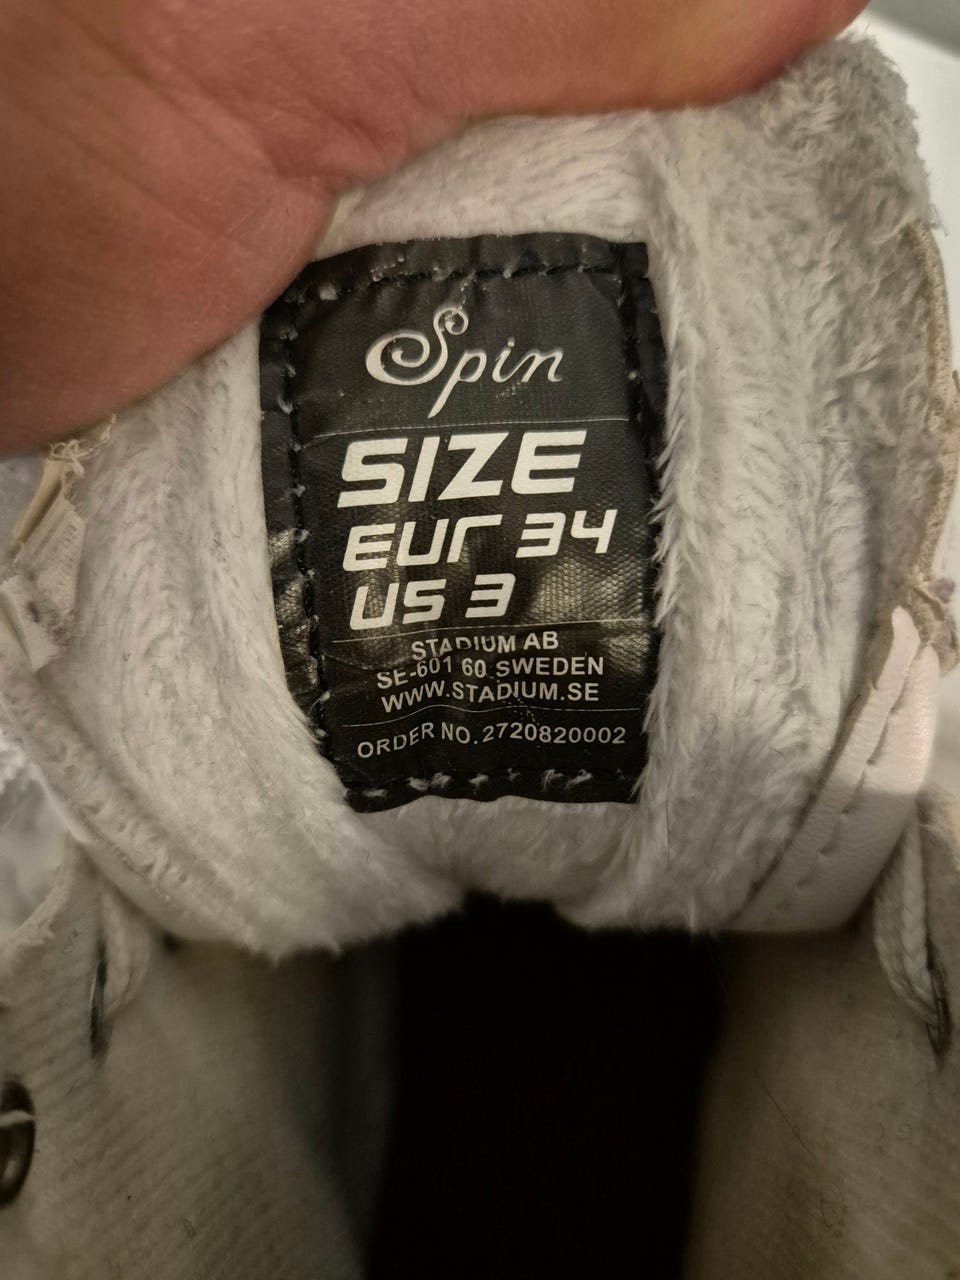 Spin
SIZE
EUR 34
US 3
STADIUM AB
SE-601 60 SWEDEN
WWW.STADIUM.SE
ORDER NO. 2720820002